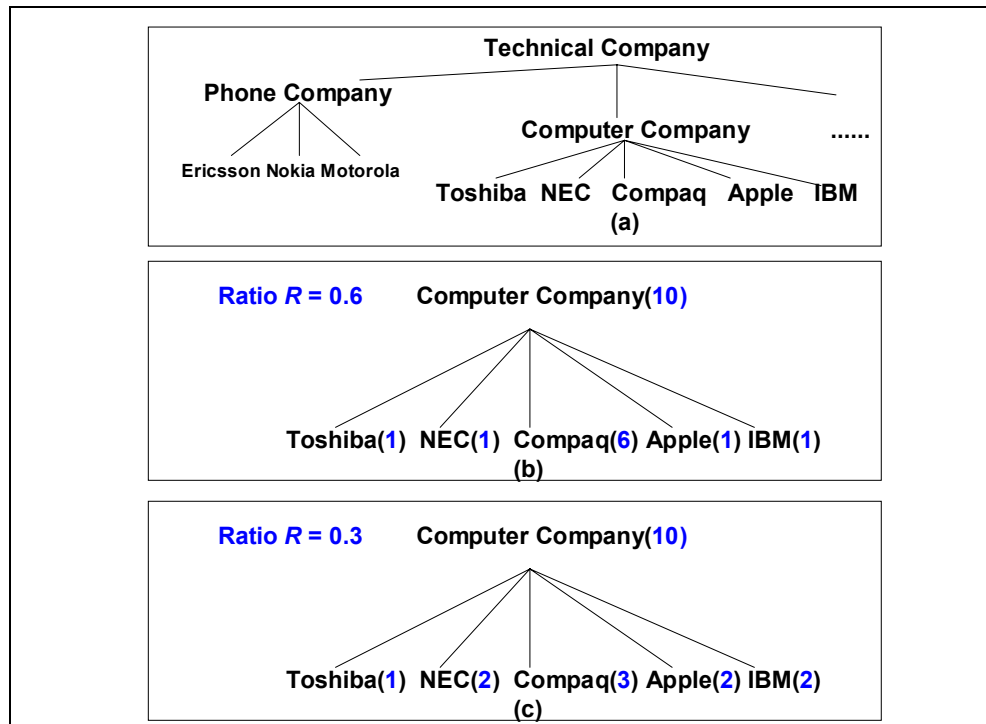 Technical Company
Phone Company
Computer Company ......
Ericsson Nokia Motorola
Toshiba NEC Compaq Apple IBM
(a)
Ratio R = 0.6 Computer Company(10)
Toshiba(1) NEC(1) Compaq(6) Apple(1) IBM(1)
(b)
Ratio R = 0.3 Computer Company(10)
Toshiba(1) NEC(2) Compaq(3) Apple(2) IBM(2)
(c)